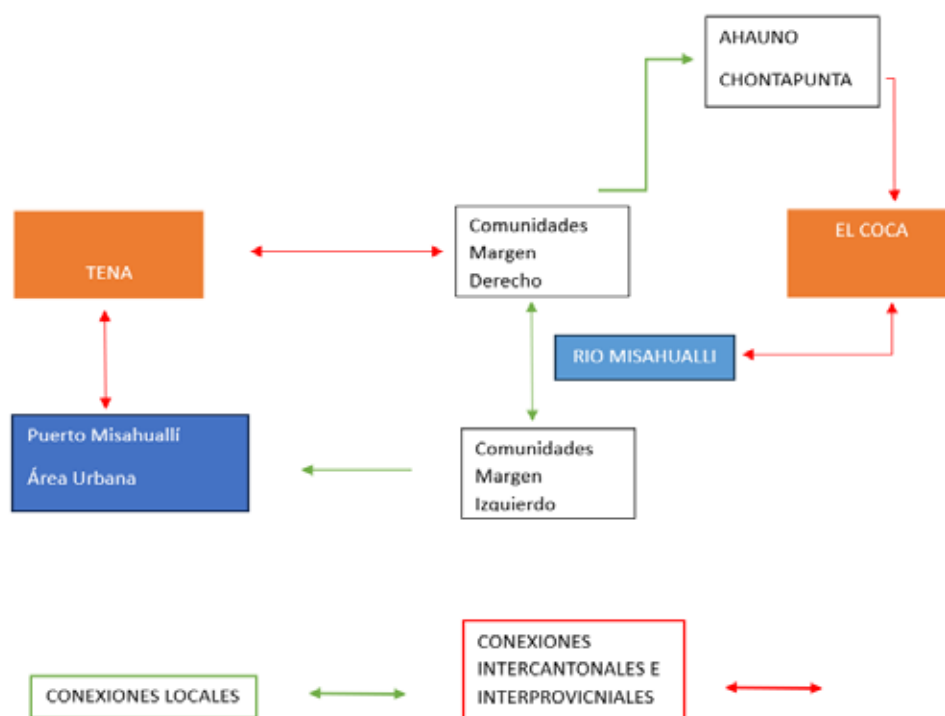 AHAUNO
CHONTAPUNTA
TENA
Comunidades
Margen
Derecho
EL COCA
RIO MISAHUALLI
Puerto Misahuallí
Área Urbana
Comunidades
Margen
Izquierdo
CONEXIONES LOCALES
CONEXIONES
INTERCANTONALES E
INTERPROVICNIALES